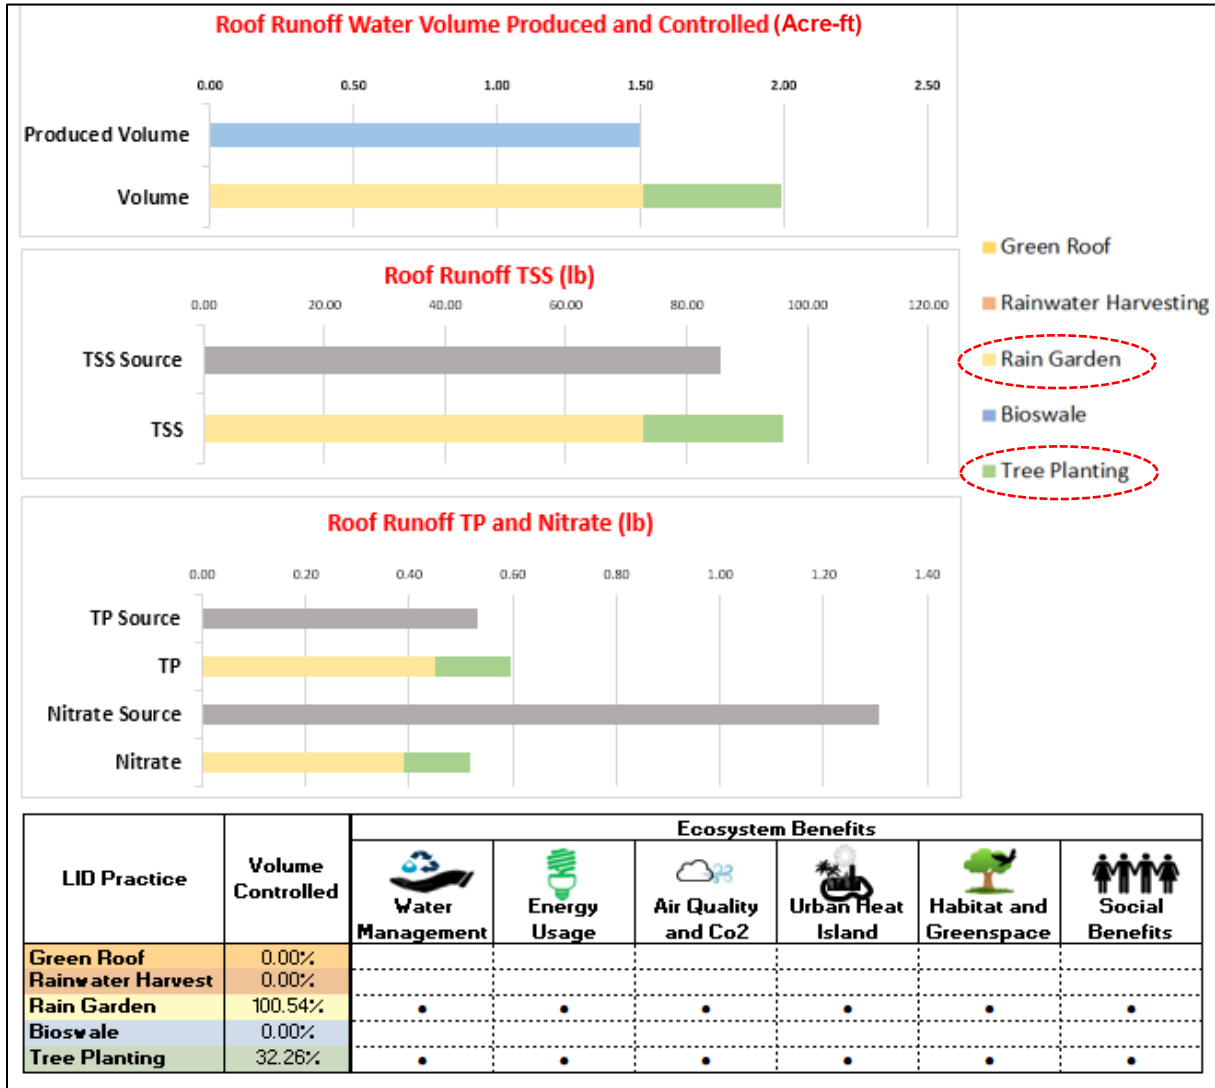 Roof Runoff Water Volume Produced and Controlled (Acre-ft)
0.00 0.50 1.00 1.50 2.00 2.50
Produced Volume
Volume
Roof Runoff TSS (lb)
0.00 20.00 40.00 60.00 80.00 100.00 120.00
TSS Source
TSS
Green Roof
Rainwater Harvesting
Rain Garden
Bioswale
Tree Planting
Roof Runoff TP and Nitrate (lb)
0.00 0.20 0.40 0.60 0.80 1.00 1.20 1.40
TP Source
TP
Nitrate Source
Nitrate
LID Practice
Volume
Controlled
Ecosystem Benefits
Water
Management
Energy
Usage
Air Quality
and Co2
Urban Heat
Island
Habitat and
Greenspace
Social
Benefits
Green Roof 0.00%
Rainwater Harvest 0.00%
Rain Garden 100.54% • • • • • •
Bioswale 0.00%
Tree Planting 32.26% • • • • • •